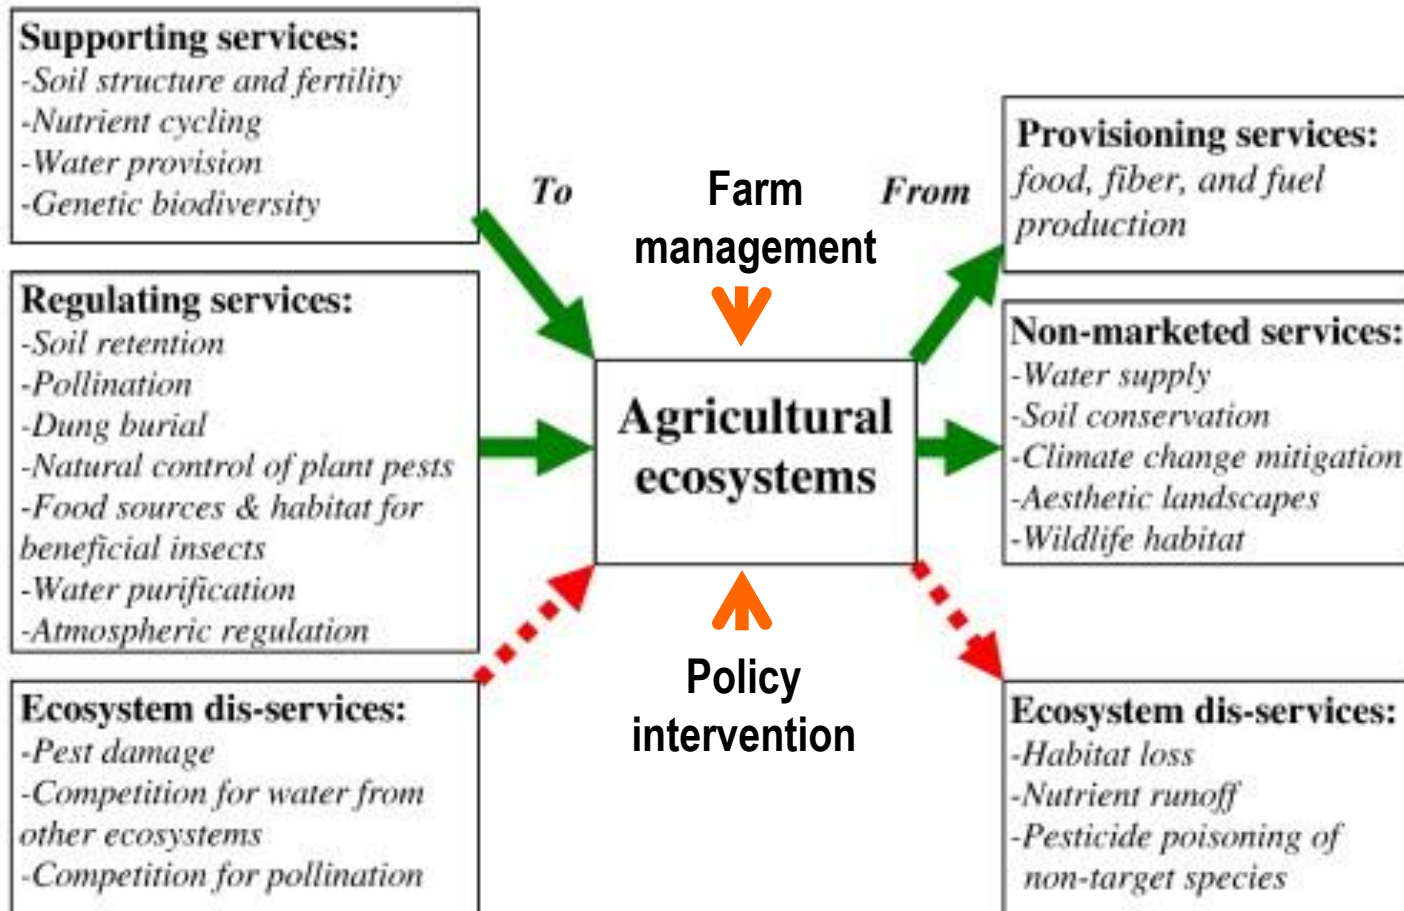 Supporting services:
-Soil structure and fertility
-Nutrient cycling
-Water provision
-Genetic biodiversity
Regulating services:
-Soil retention
-Pollination
-Dung burial
-Natural control of plant pests
-Food sources & habitat for
beneficial insects
-Water purification
-Atmospheric regulation
Ecosystem dis-services:
-Pest damage
-Competition for water from
other ecosystems
-Competition for pollination
To
Farm
management
From
Agricultural
ecosystems
Policy
intervention
Provisioning services:
food, fiber, and fuel
production
Non-marketed services:
-Water supply
-Soil conservation
-Climate change mitigation
-Aesthetic landscapes
-Wildlife habitat
Ecosystem dis-services:
-Habitat loss
-Nutrient runoff
-Pesticide poisoning of
non-target species